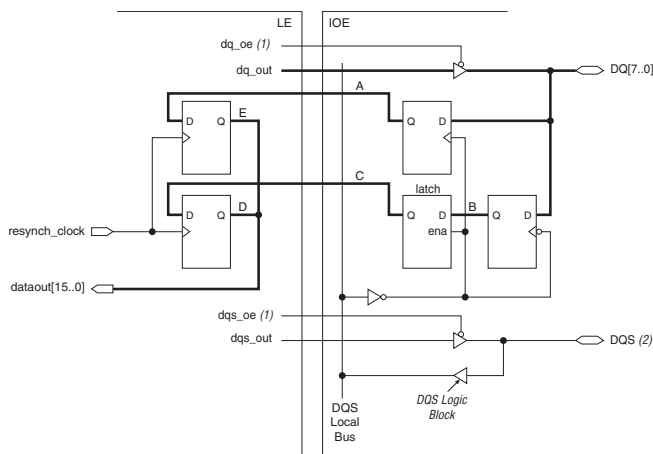 LE
IOE
dq_oe (1)
dq_out
DQ[7..0]
A
D Q
E
Q D
C
latch
D Q
D
Q
ena
B
Q D
resynch_clock
dataout[15..0]
dqs_oe (1)
dqs_out
DQS (2)
DQS
Local
Bus
DQS Logic
Block